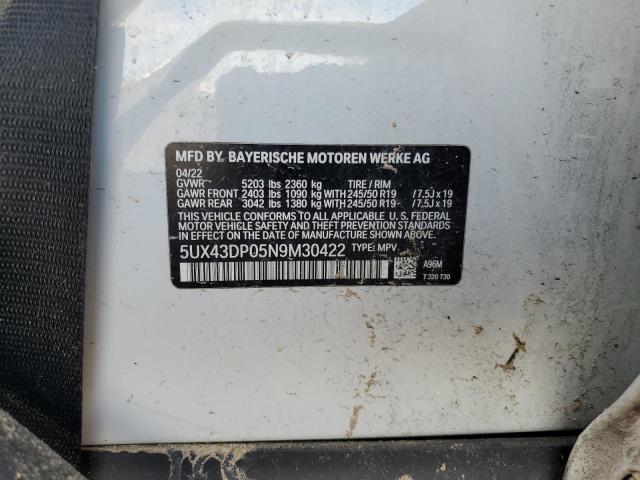 MFD BY. BAYERISCHE MOTOREN WERKE AG
04/22
GVWR 5203 lbs 2360 kg TIRE / RIM
GAWR FRONT 2403 lbs 1090 kg WITH 245/50 R19 /7.5J x 19
GAWR REAR 3042 lbs 1380 kg WITH 245/50 R19 /7.5J x 19
THIS VEHICLE CONFORMS TO ALL APPLICABLE U. S. FEDERAL
MOTOR VEHICLE SAFETY AND THEFT PREVENTION STANDARDS
IN EFFECT ON THE DATE OF MANUFACTURE SHOWN ABOVE.
5UX43DP05N9M30422 TYPE: MPV
A96M
7 320 730